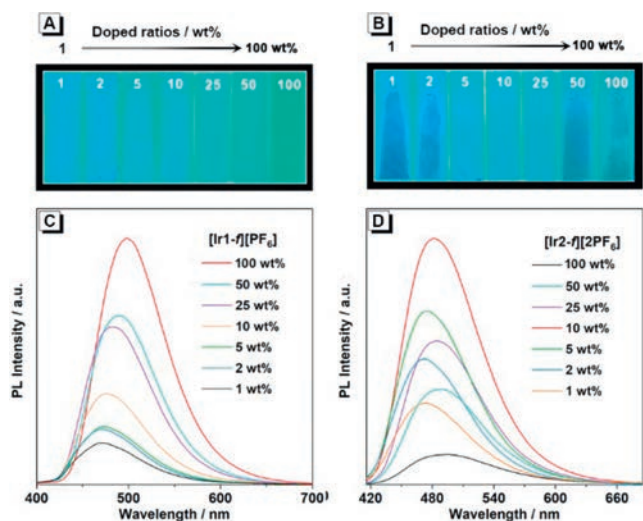 A
Doped ratios / wt%
1
100 wt%
1 2 5 10 25 50 100
B
Doped ratios / wt%
1
100 wt%
1 2 5 10 25 50 100
C
[Ir1-f][PF6]
100 wt%
50 wt%
25 wt%
10 wt%
5 wt%
2 wt%
1 wt%
PL Intensity / a.u.
400 500 600 700
Wavelength / nm
D
[Ir2-f][2PF6]
100 wt%
50 wt%
25 wt%
10 wt%
5 wt%
2 wt%
1 wt%
PL Intensity / a.u.
420 480 540 600 660
Wavelength / nm